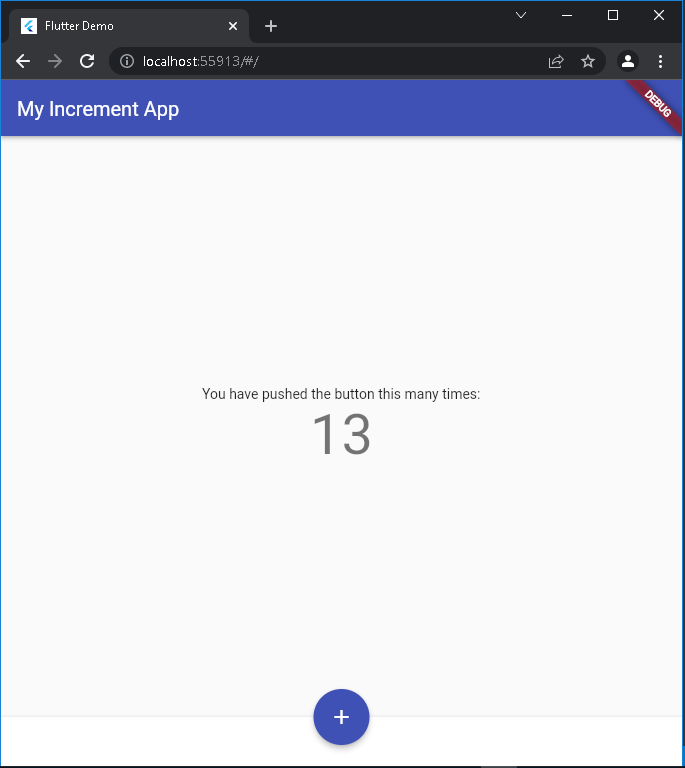 Flutter Demo
localhost:55913/#/
My Increment App
DEBUG
You have pushed the button this many times:
13